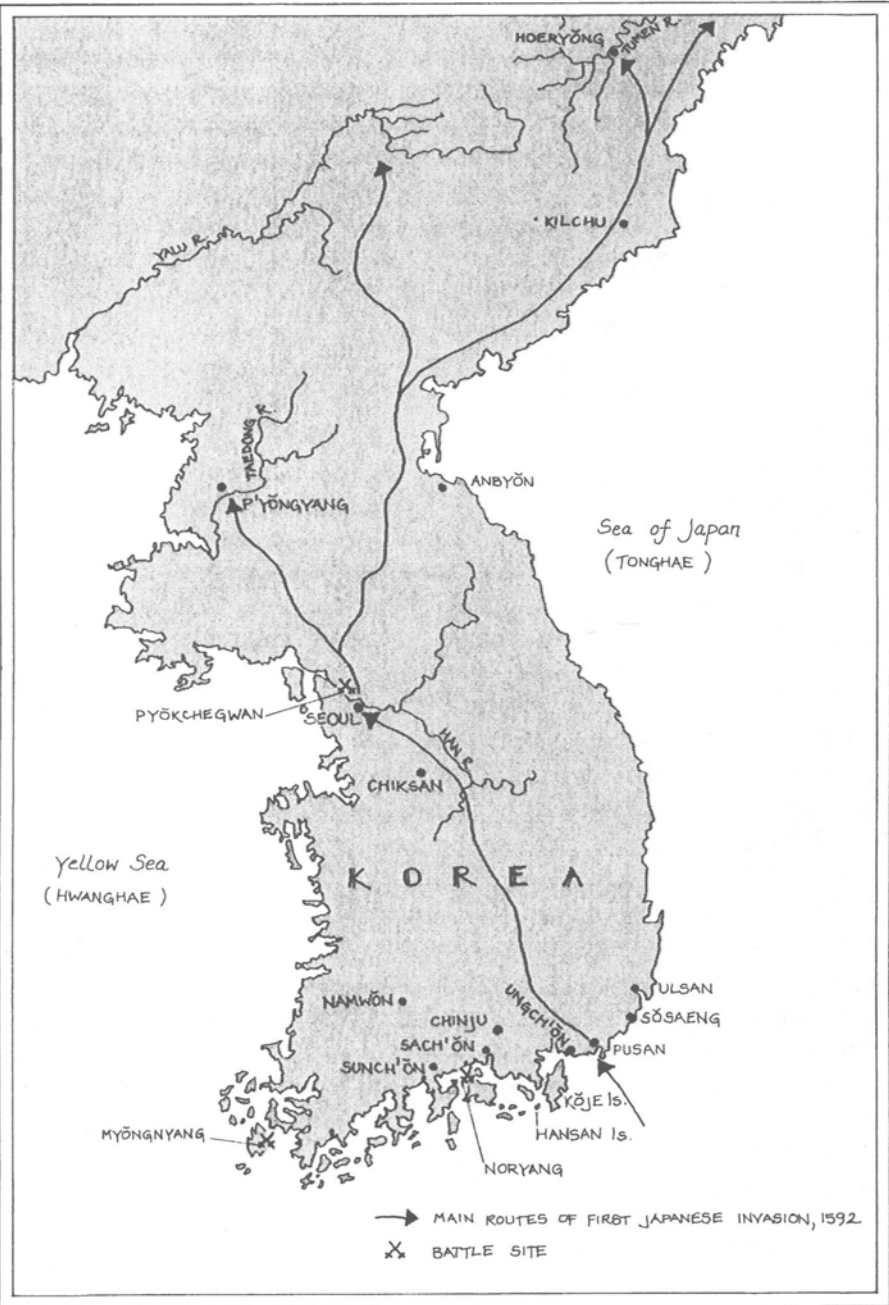 HOERYŎNG
TUMEN R.
KILCHU
YALU R.
TAEDONG R.
P'YŎNGYANG
ANBYŎN
Sea of Japan
(TONGHAE)
PYŎKCHEGWAN
SEOUL
HAN R.
CHIKSAN
Yellow Sea
(HWANGHAE)
KOREA
ULSAN
SŎSAENG
NAMWŎN
UNGCH'ŎN
CHINJU
PUSAN
SACH'ŎN
SUNCH'ŎN
KŎJE Is.
MYŎNGNYANG
HANSAN Is.
NORYANG
MAIN ROUTES OF FIRST JAPANESE INVASION, 1592
BATTLE SITE